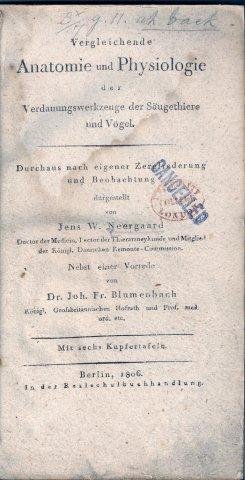 Vergleichende
Anatomie und Physiologie
der
Verdauungswerkzeuge der Säugethiere
und Vögel.
Durchaus nach eigener Zergliederung
und Beobachtung
dargestellt
von
Jens W. Neergaard
Doctor der Medicin, Lector der Thierarzneykunde und Mitglied
der Königl. Dänischen Remonte-Commission.
Nebst einer Vorrede
von
Dr. Joh. Fr. Blumenbach
Königl. Grosbritannischen Hofrath und Prof. med.
ord. etc.
Mit sechs Kupfertafeln.
Berlin, 1806.
In der Realschulbuchhandlung.
CANCELLED